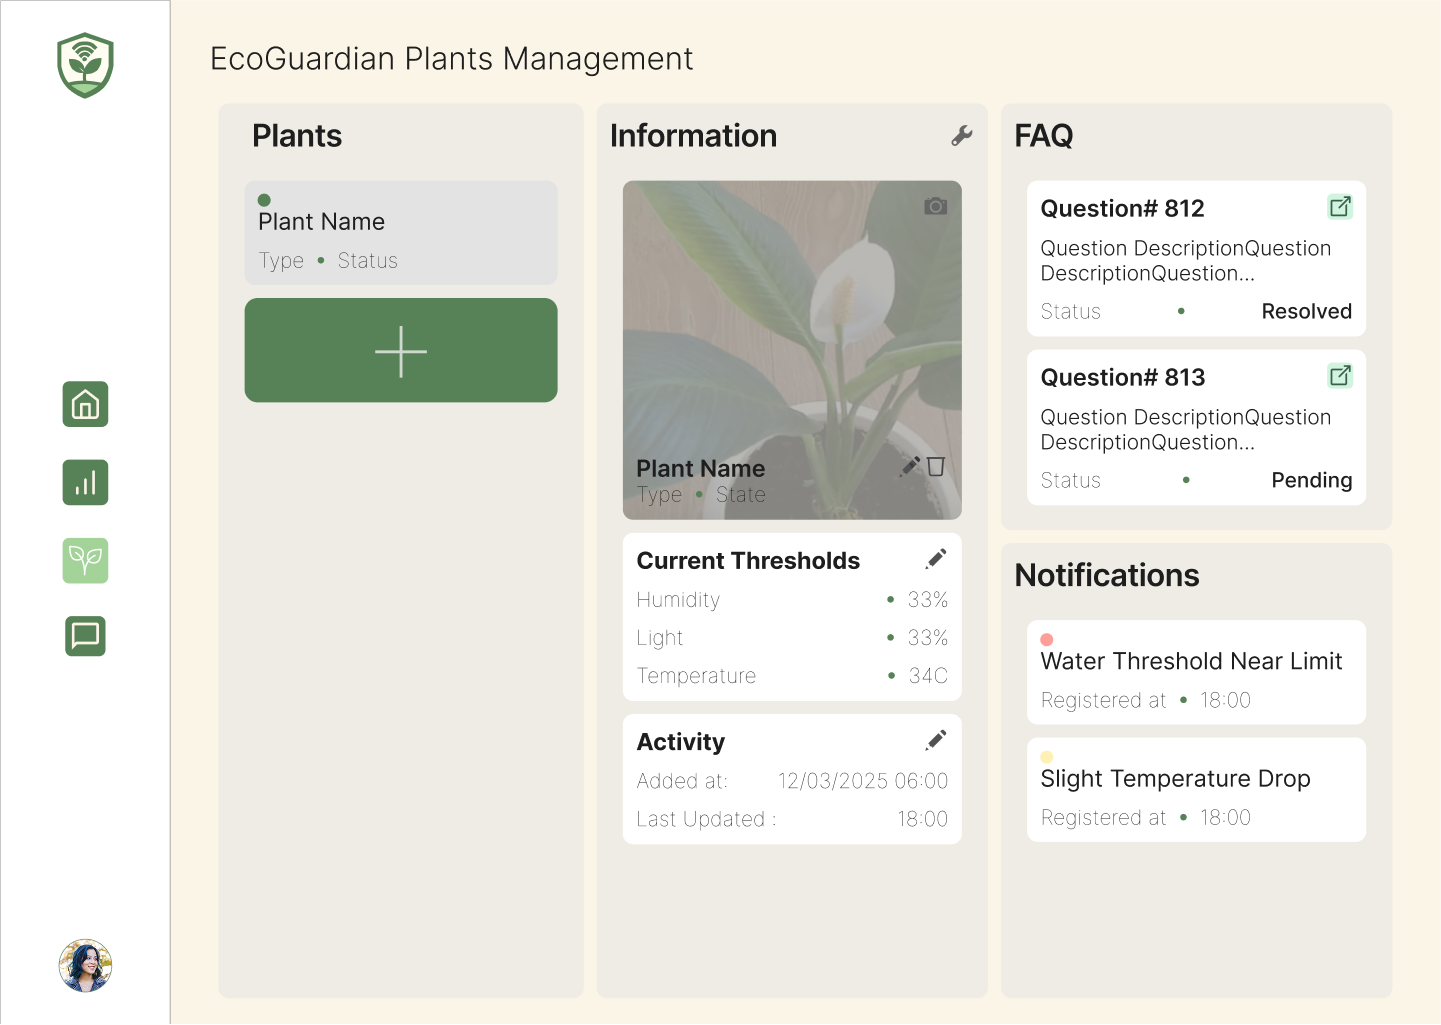 EcoGuardian Plants Management
Plants
Plant Name
Type • Status
Information
Plant Name
Type • State
Current Thresholds
Humidity • 33%
Light • 33%
Temperature • 34C
Activity
Added at: 12/03/2025 06:00
Last Updated : 18:00
FAQ
Question# 812
Question DescriptionQuestion
DescriptionQuestion...
Status • Resolved
Question# 813
Question DescriptionQuestion
DescriptionQuestion...
Status • Pending
Notifications
Water Threshold Near Limit
Registered at • 18:00
Slight Temperature Drop
Registered at • 18:00